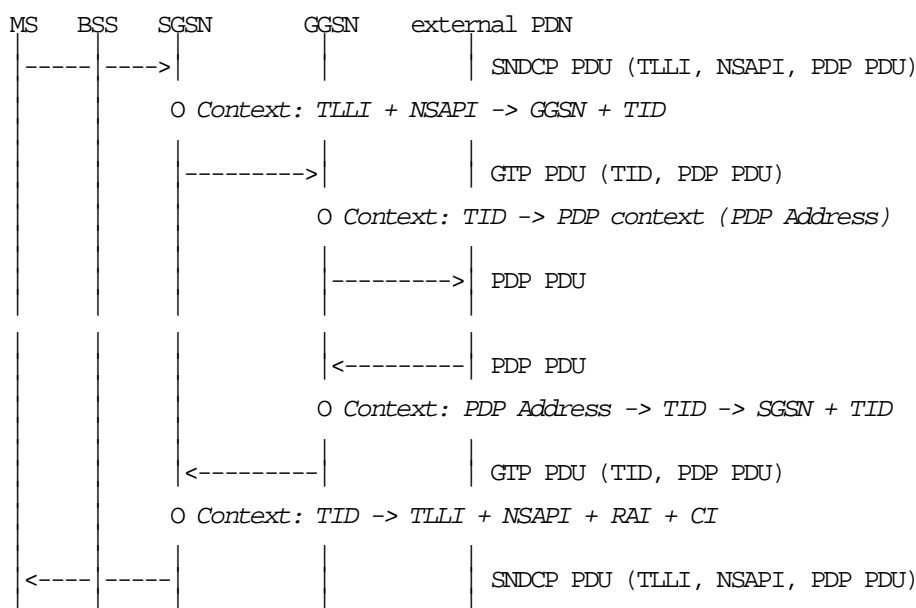 MS BSS SGSN GGSN external PDN
SNDCP PDU (TLLI, NSAPI, PDP PDU)
O Context: TLLI + NSAPI -> GGSN + TID
GTP PDU (TID, PDP PDU)
O Context: TID -> PDP context (PDP Address)
PDP PDU
PDP PDU
O Context: PDP Address -> TID -> SGSN + TID
GTP PDU (TID, PDP PDU)
O Context: TID -> TLLI + NSAPI + RAI + CI
SNDCP PDU (TLLI, NSAPI, PDP PDU)